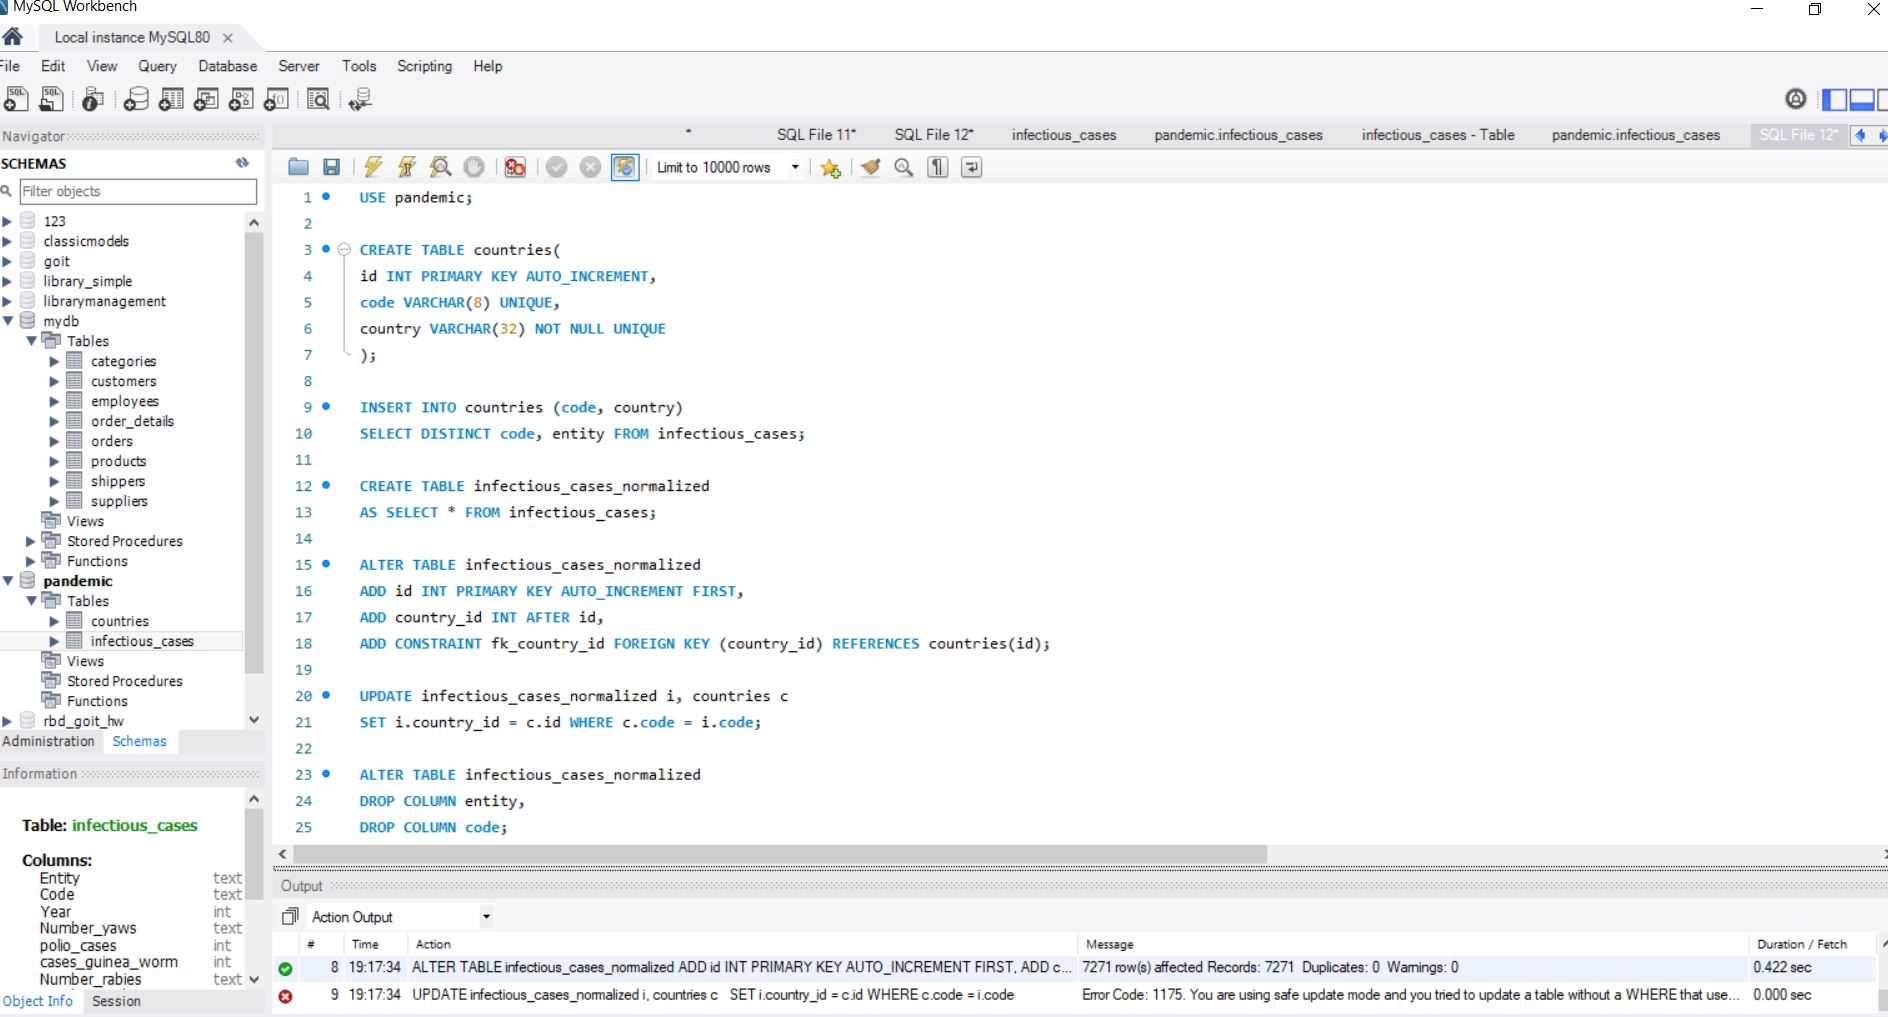 MySQL Workbench
Local instance MySQL80
File Edit View Query Database Server Tools Scripting Help
Navigator
SCHEMAS
Filter objects
123
classicmodels
goit
library_simple
librarymanagement
mydb
Tables
categories
customers
employees
order_details
orders
products
shippers
suppliers
Views
Stored Procedures
Functions
pandemic
Tables
countries
infectious_cases
Views
Stored Procedures
Functions
rbd_goit_hw
Administration Schemas
Information
Table: infectious_cases
Columns:
Entity text
Code text
Year int
Number_yaws text
polio_cases int
cases_guinea_worm int
Number_rabies text
Object Info Session
* SQL File 11* SQL File 12* infectious_cases pandemic.infectious_cases infectious_cases - Table pandemic.infectious_cases SQL File 12*
Limit to 10000 rows
1 USE pandemic;
2
3 CREATE TABLE countries(
4 id INT PRIMARY KEY AUTO_INCREMENT,
5 code VARCHAR(8) UNIQUE,
6 country VARCHAR(32) NOT NULL UNIQUE
7 );
8
9 INSERT INTO countries (code, country)
10 SELECT DISTINCT code, entity FROM infectious_cases;
11
12 CREATE TABLE infectious_cases_normalized
13 AS SELECT * FROM infectious_cases;
14
15 ALTER TABLE infectious_cases_normalized
16 ADD id INT PRIMARY KEY AUTO_INCREMENT FIRST,
17 ADD country_id INT AFTER id,
18 ADD CONSTRAINT fk_country_id FOREIGN KEY (country_id) REFERENCES countries(id);
19
20 UPDATE infectious_cases_normalized i, countries c
21 SET i.country_id = c.id WHERE c.code = i.code;
22
23 ALTER TABLE infectious_cases_normalized
24 DROP COLUMN entity,
25 DROP COLUMN code;
Output
Action Output
# Time Action Message Duration / Fetch
8 19:17:34 ALTER TABLE infectious_cases_normalized ADD id INT PRIMARY KEY AUTO_INCREMENT FIRST, ADD c... 7271 row(s) affected Records: 7271 Duplicates: 0 Warnings: 0 0.422 sec
9 19:17:34 UPDATE infectious_cases_normalized i, countries c SET i.country_id = c.id WHERE c.code = i.code Error Code: 1175. You are using safe update mode and you tried to update a table without a WHERE that use... 0.000 sec